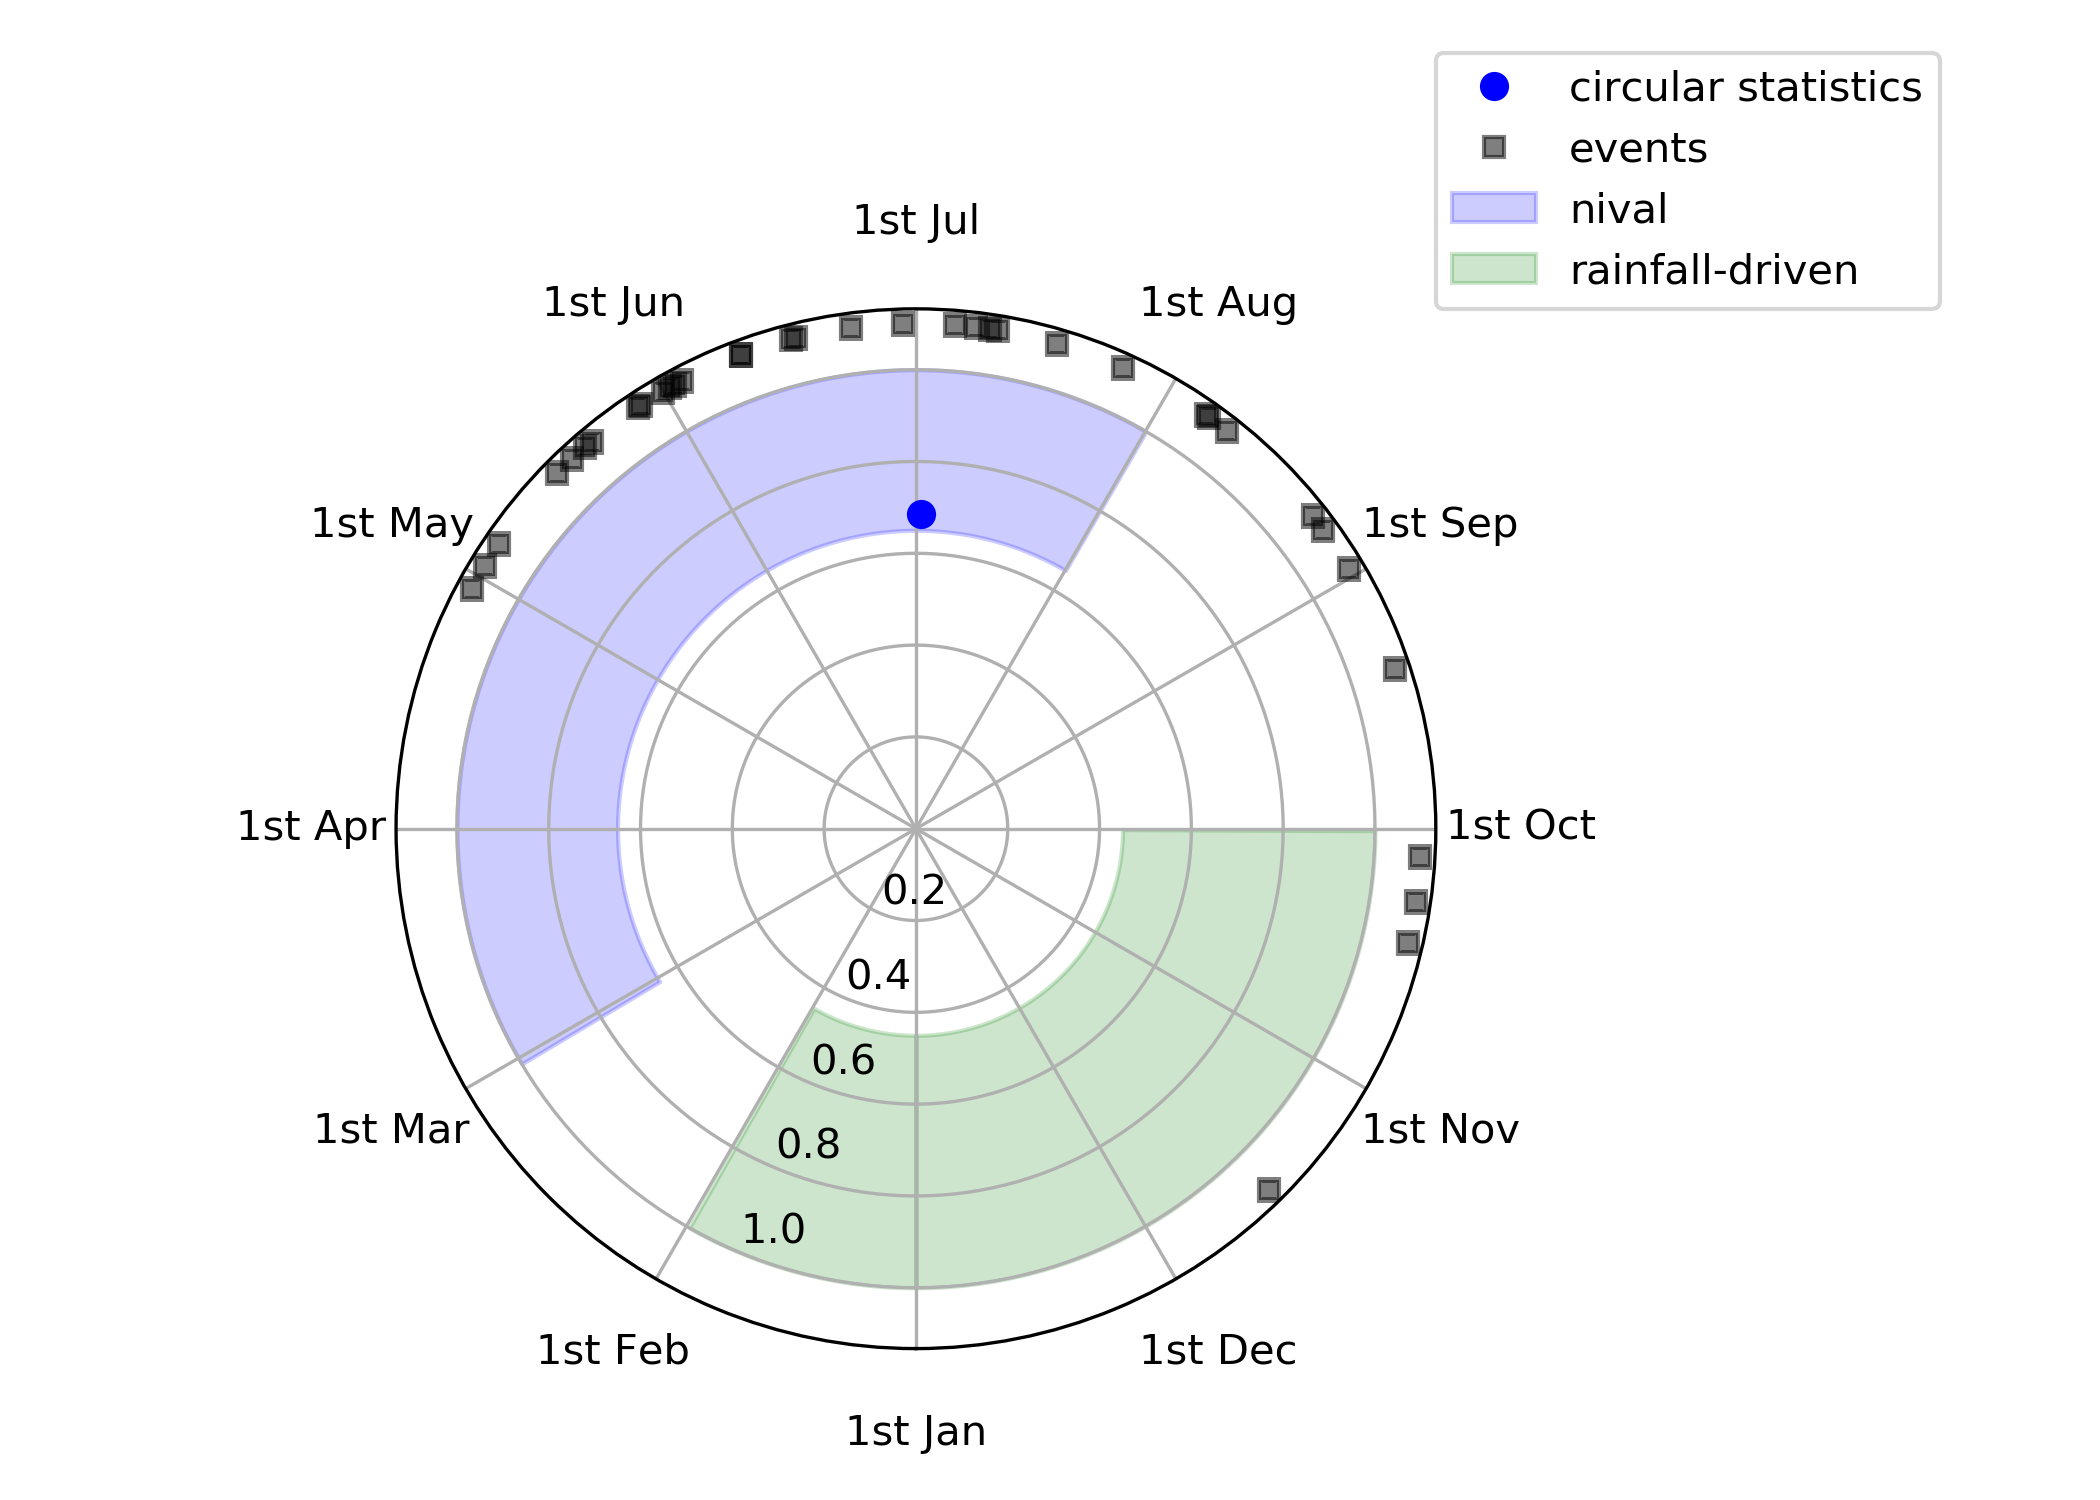 circular statistics
events
nival
rainfall-driven
1st Jul
1st Jun
1st Aug
1st May
1st Sep
1st Apr
1st Oct
0.2
0.4
0.6
0.8
1.0
1st Mar
1st Nov
1st Feb
1st Dec
1st Jan